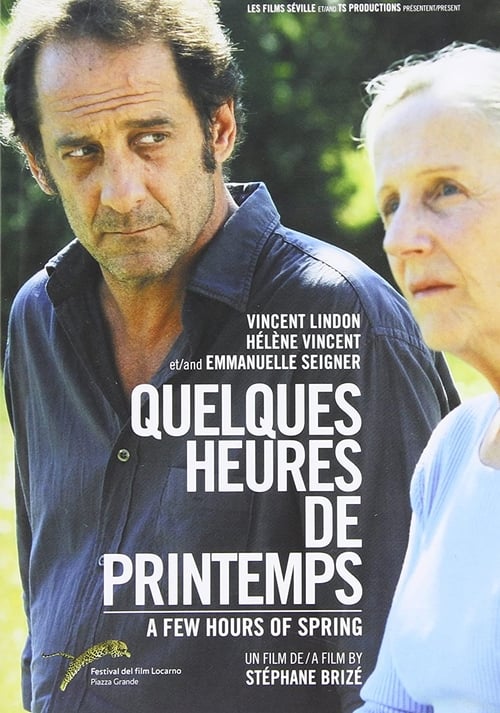 LES FILMS SÉVILLE ET/AND TS PRODUCTIONS PRÉSENTENT/PRESENT
VINCENT LINDON
HÉLÈNE VINCENT
et/and EMMANUELLE SEIGNER
QUELQUES
HEURES
DE
PRINTEMPS
A FEW HOURS OF SPRING
UN FILM DE/A FILM BY
STÉPHANE BRIZÉ
Festival del film Locarno
Piazza Grande